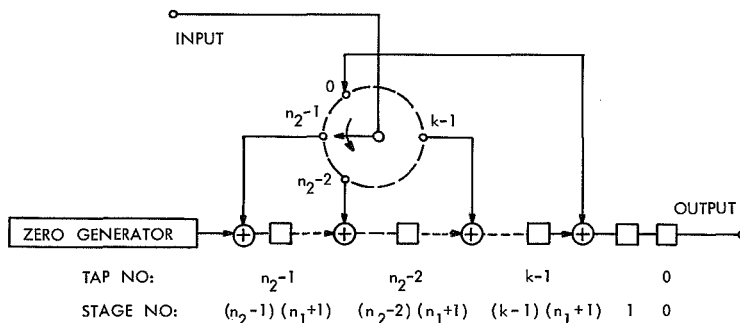 INPUT
0
n₂-1
k-1
n₂-2
OUTPUT
ZERO GENERATOR
TAP NO: n₂-1 n₂-2 k-1 0
STAGE NO: (n₂-1)(n₁+1) (n₂-2)(n₁+1) (k-1)(n₁+1) 1 0